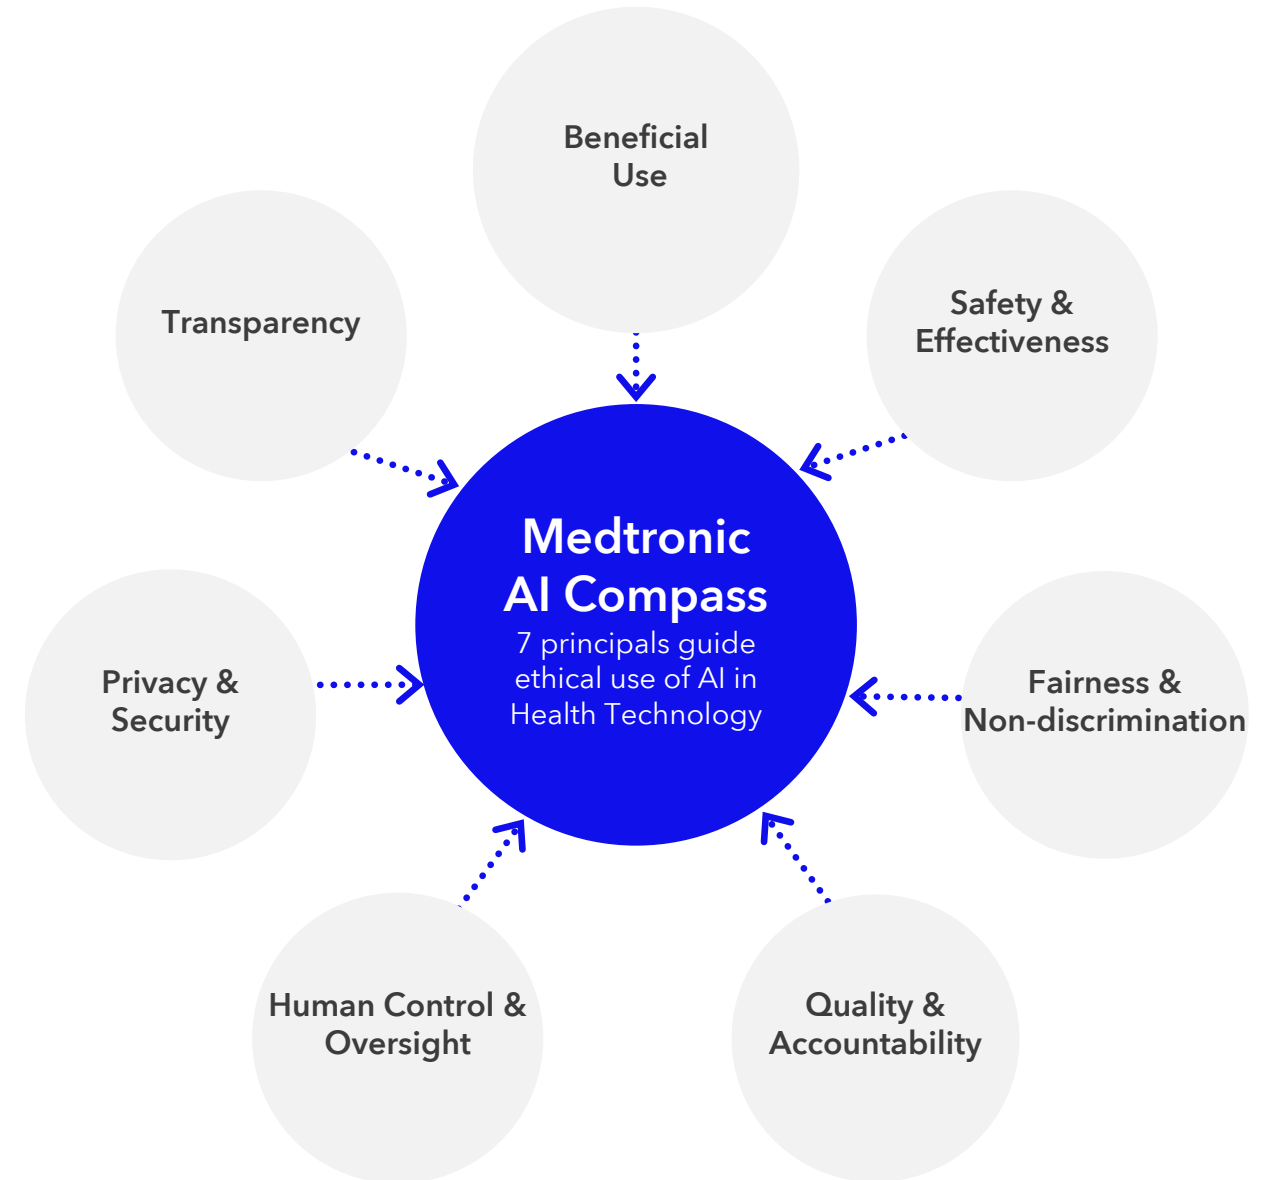 Beneficial
Use
Transparency
Safety &
Effectiveness
Medtronic
AI Compass
7 principals guide
ethical use of AI in
Health Technology
Privacy &
Security
Fairness &
Non-discrimination
Human Control &
Oversight
Quality &
Accountability